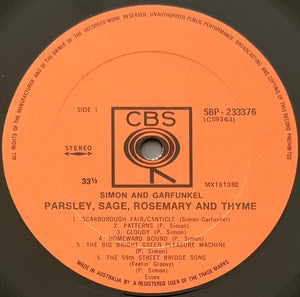 ALL RIGHTS RESERVED. UNAUTHORISED PUBLIC PERFORMANCE, BROADCASTING AND COPYING OF THIS RECORD PROHIBITED
MANUFACTURER AND OF THE OWNER OF THE RECORDED WORK RESERVED.
CBS
SIDE 1
SBP - 233376
[CS9363]
STEREO
33⅓
MX151392
SIMON AND GARFUNKEL
PARSLEY, SAGE, ROSEMARY AND THYME
1. SCARBOROUGH FAIR/CANTICLE (Simon Garfunkel)
2. PATTERNS (P. Simon)
3. CLOUDY (P. Simon)
4. HOMEWARD BOUND (P. Simon)
5. THE BIG BRIGHT GREEN PLEASURE MACHINE
(P. Simon)
6. THE 59th STREET BRIDGE SONG
(Feelin' Groovy)
(P. Simon)
Essex
MADE IN AUSTRALIA BY A REGISTERED USER OF THE TRADE MARKS